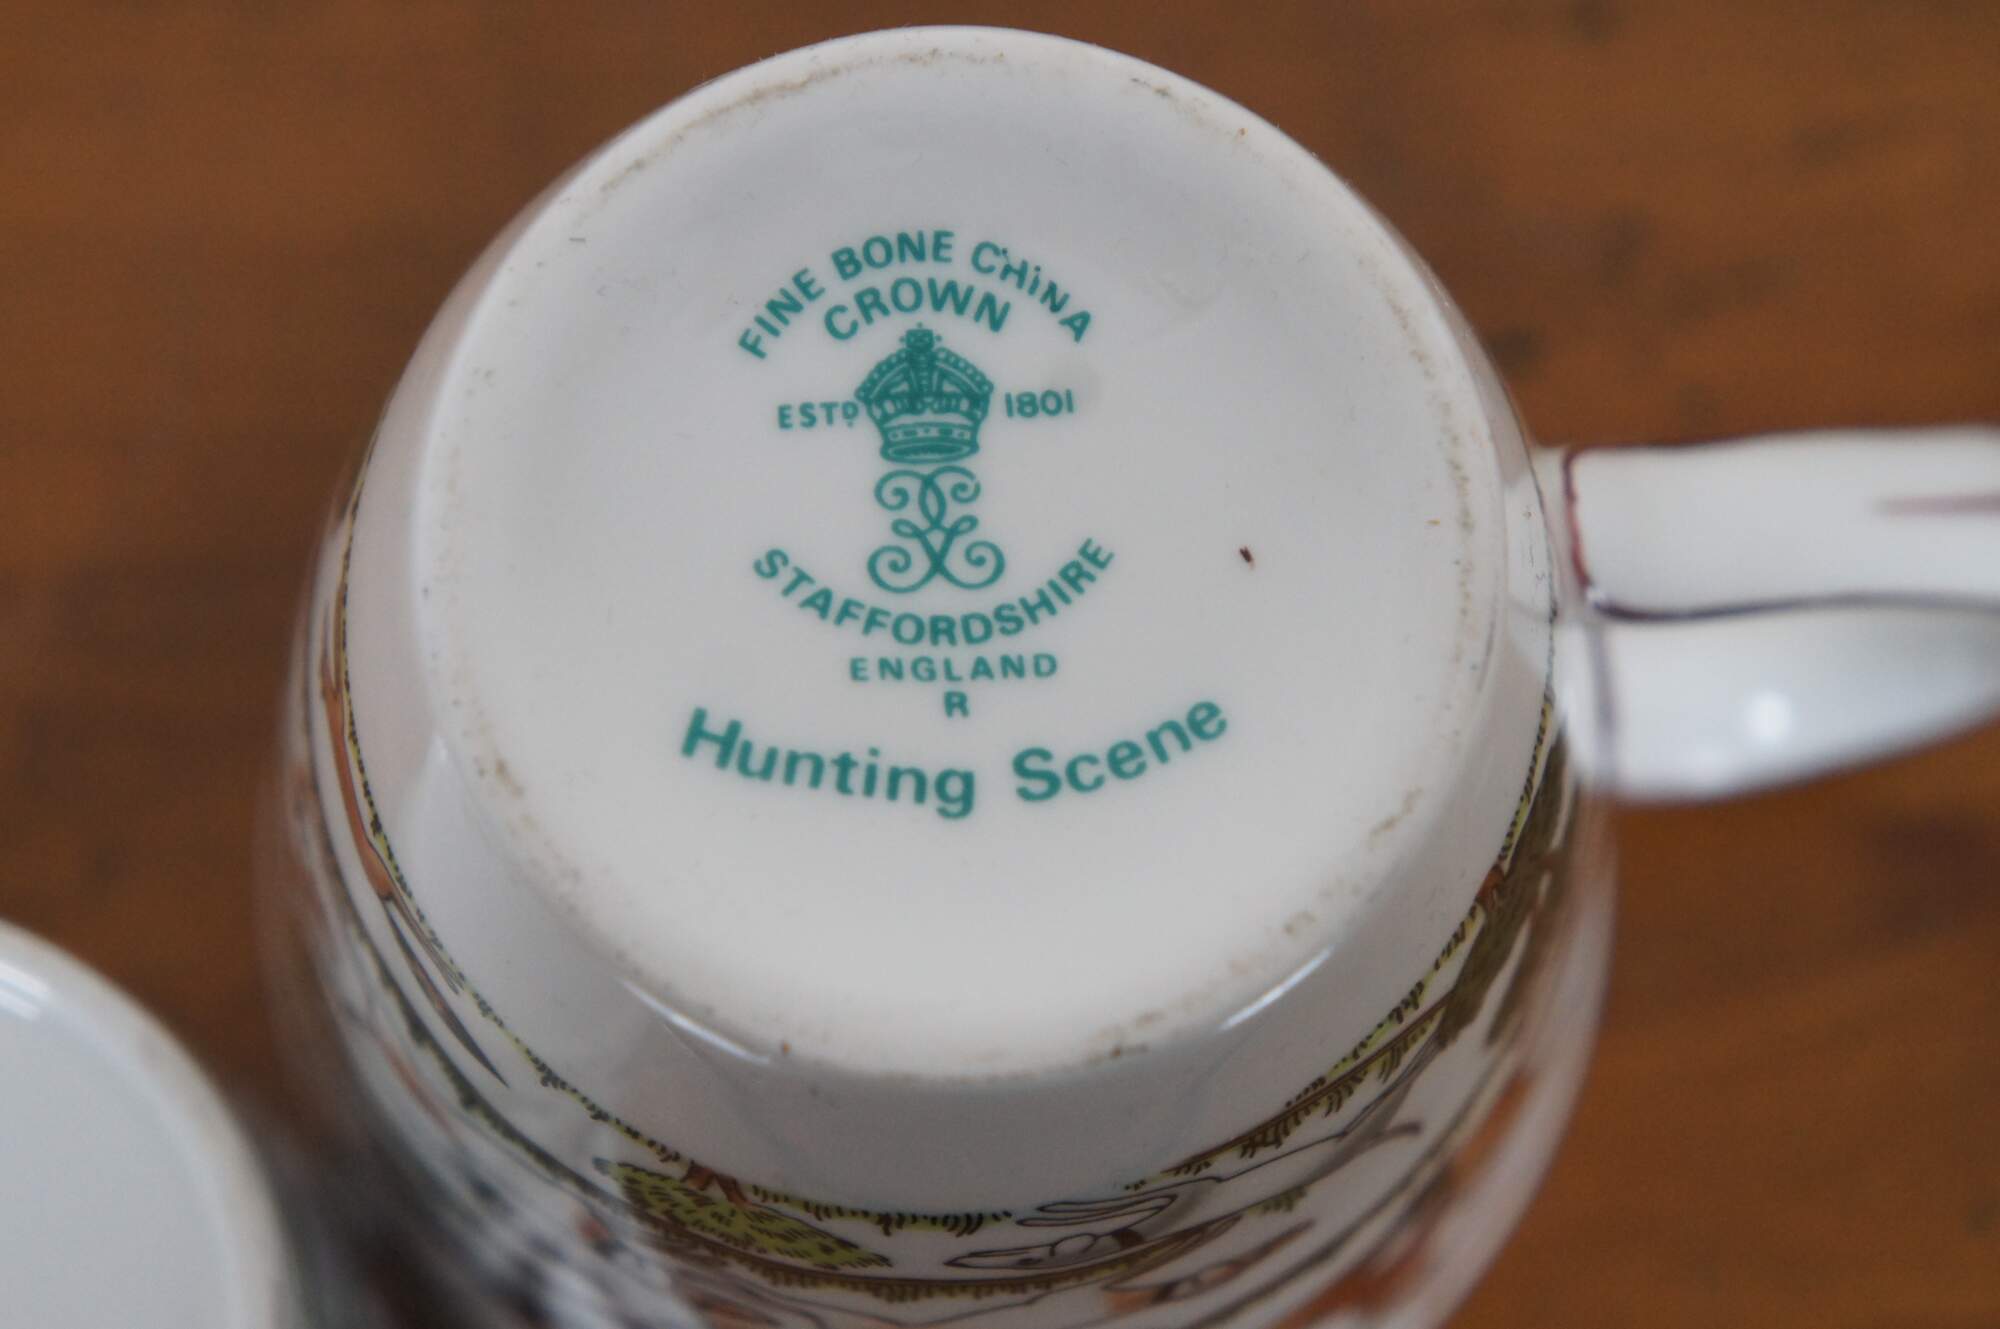 FINE BONE CHINA
CROWN
ESTD 1801
STAFFORDSHIRE
ENGLAND
R
Hunting Scene